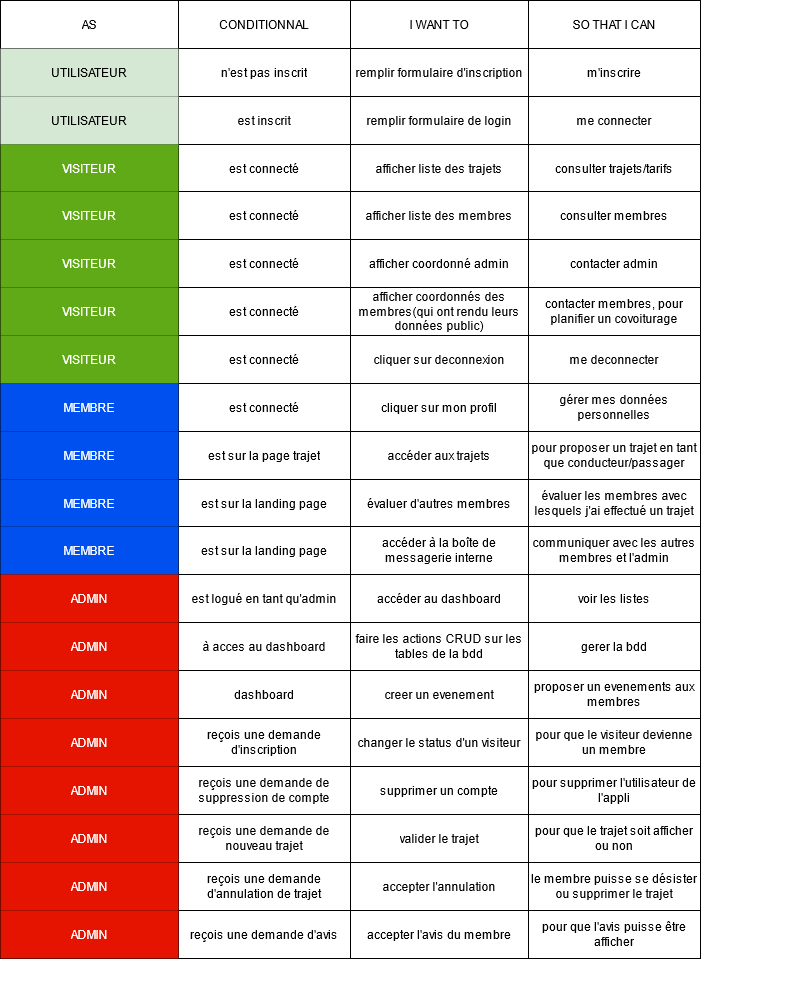 AS
CONDITIONNAL
I WANT TO
SO THAT I CAN
UTILISATEUR
n'est pas inscrit
remplir formulaire d'inscription
m'inscrire
UTILISATEUR
est inscrit
remplir formulaire de login
me connecter
VISITEUR
est connecté
afficher liste des trajets
consulter trajets/tarifs
VISITEUR
est connecté
afficher liste des membres
consulter membres
VISITEUR
est connecté
afficher coordonné admin
contacter admin
VISITEUR
est connecté
afficher coordonnés des
membres(qui ont rendu leurs
données public)
contacter membres, pour
planifier un covoiturage
VISITEUR
est connecté
cliquer sur deconnexion
me deconnecter
MEMBRE
est connecté
cliquer sur mon profil
gérer mes données
personnelles
MEMBRE
est sur la page trajet
accéder aux trajets
pour proposer un trajet en tant
que conducteur/passager
MEMBRE
est sur la landing page
évaluer d'autres membres
évaluer les membres avec
lesquels j'ai effectué un trajet
MEMBRE
est sur la landing page
accéder à la boîte de
messagerie interne
communiquer avec les autres
membres et l'admin
ADMIN
est logué en tant qu'admin
accéder au dashboard
voir les listes
ADMIN
à acces au dashboard
faire les actions CRUD sur les
tables de la bdd
gerer la bdd
ADMIN
dashboard
creer un evenement
proposer un evenements aux
membres
ADMIN
reçois une demande
d'inscription
changer le status d'un visiteur
pour que le visiteur devienne
un membre
ADMIN
reçois une demande de
suppression de compte
supprimer un compte
pour supprimer l'utilisateur de
l'appli
ADMIN
reçois une demande de
nouveau trajet
valider le trajet
pour que le trajet soit afficher
ou non
ADMIN
reçois une demande
d'annulation de trajet
accepter l'annulation
le membre puisse se désister
ou supprimer le trajet
ADMIN
reçois une demande d'avis
accepter l'avis du membre
pour que l'avis puisse être
afficher